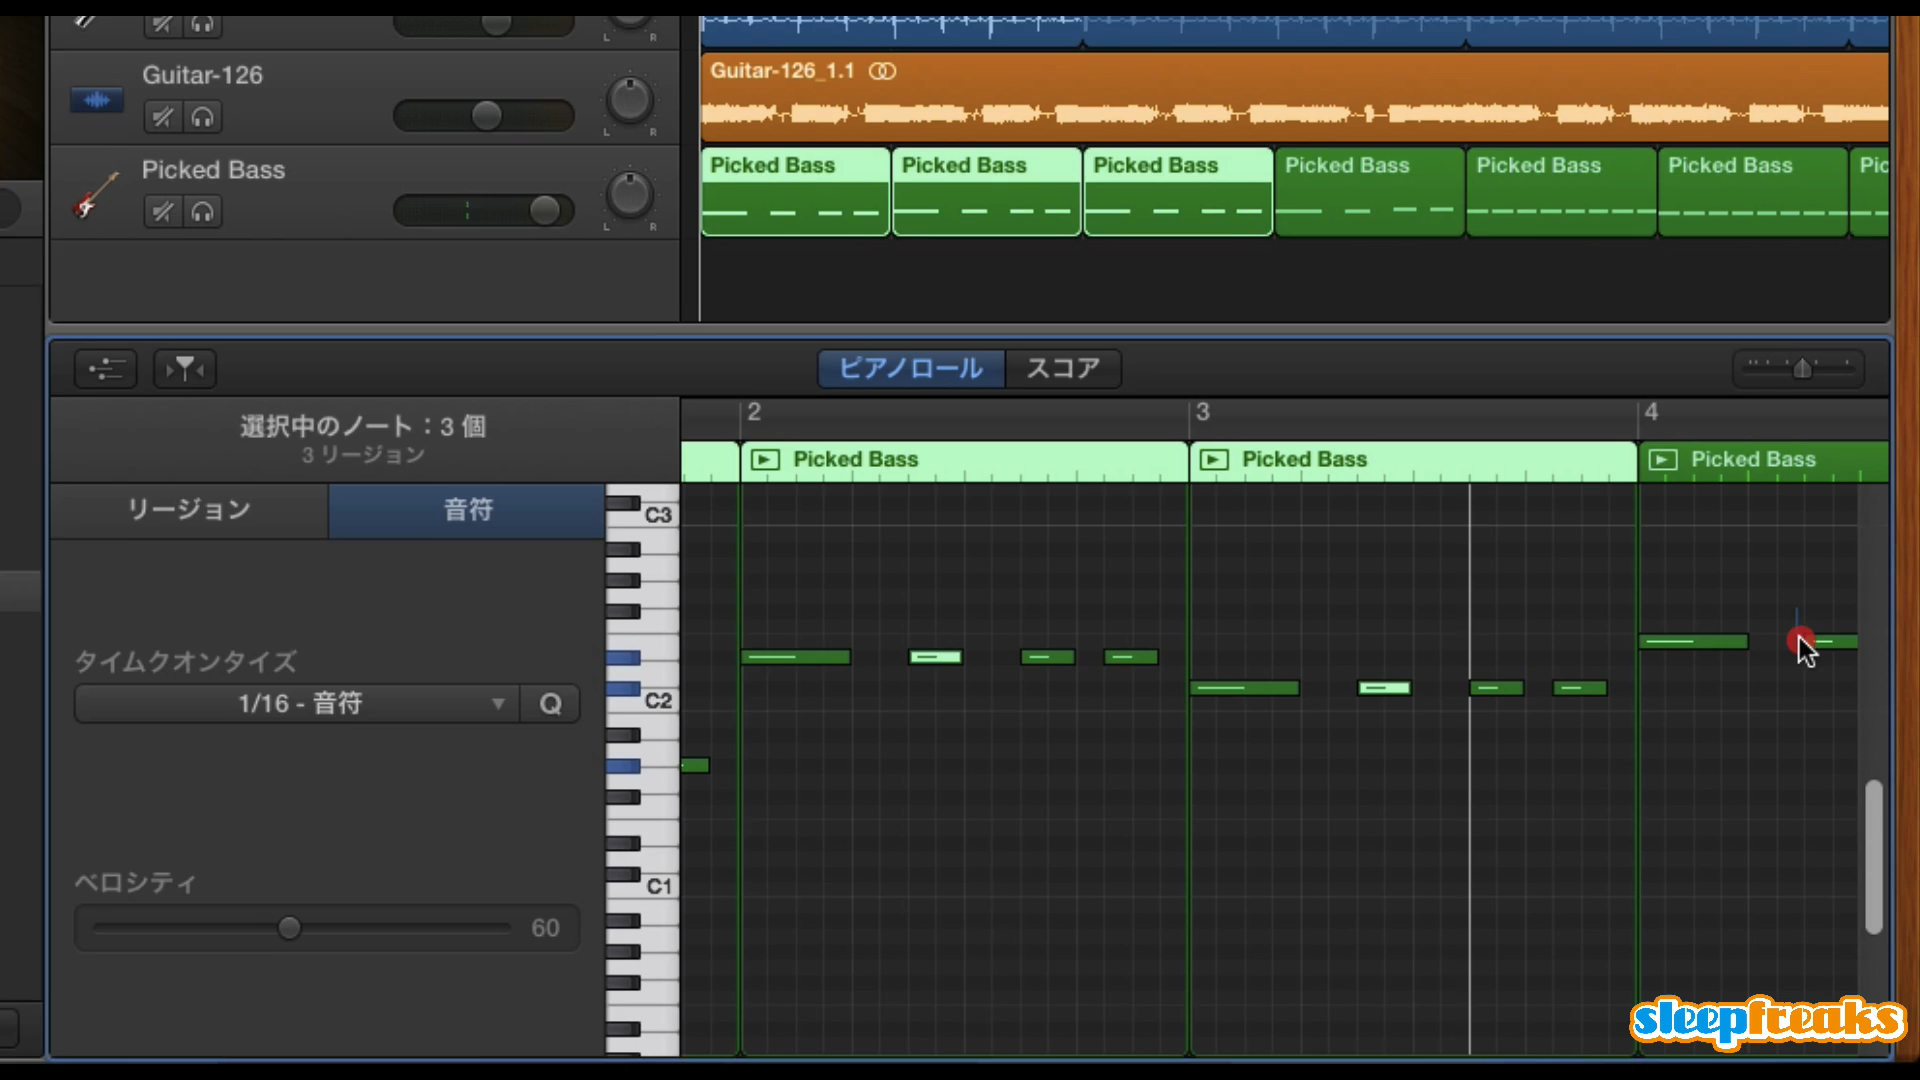 Guitar-126
Guitar-126_1.1
L R
L R
Picked Bass
Picked Bass Picked Bass Picked Bass Picked Bass Picked Bass Picked Bass Pic
L R
ピアノロール スコア
選択中のノート：3 個
3 リージョン
2 3 4
Picked Bass Picked Bass Picked Bass
リージョン 音符
C3
タイムクオンタイズ
1/16 - 音符 Q
C2
C1
ベロシティ
60
sleepfreaks